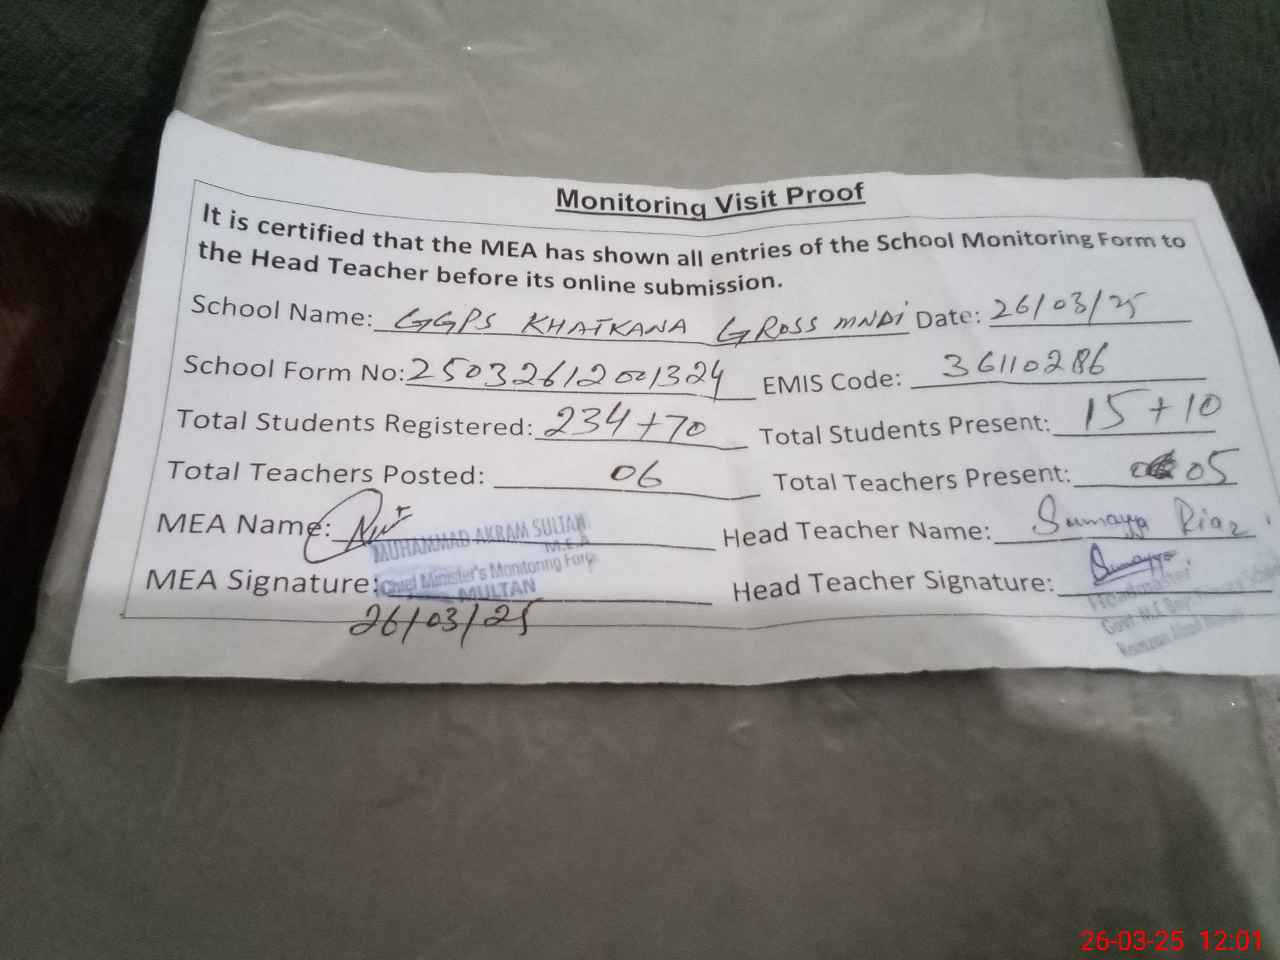 Monitoring Visit Proof
It is certified that the MEA has shown all entries of the School Monitoring Form to
the Head Teacher before its online submission.
School Name: GGPS KHATKANA GROSS MNDI Date: 26/03/25
School Form No: 2503261201324 EMIS Code: 36110286
Total Students Registered: 234+70 Total Students Present: 15+10
Total Teachers Posted: 06 Total Teachers Present: 05
MEA Name: Head Teacher Name: Sumayya Riaz
MUHAMMAD AKRAM SULTAN
M.E.A
MEA Signature: Chief Minister's Monitoring Force Head Teacher Signature: Sumayya
MULTAN
26/03/25
26-03-25 12:01